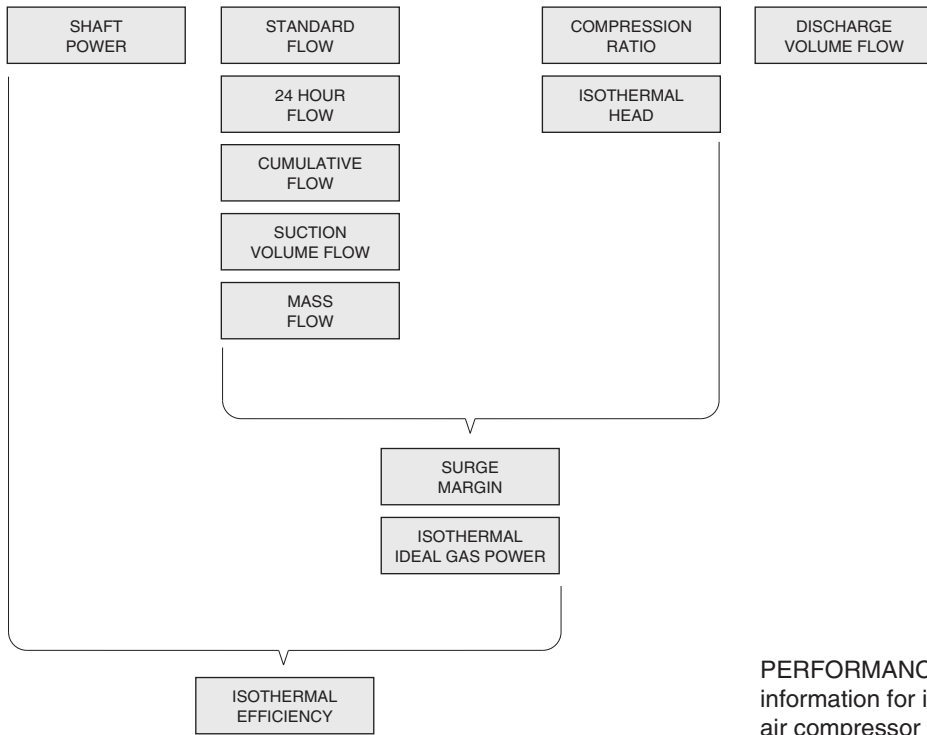 SHAFT
POWER
STANDARD
FLOW
COMPRESSION
RATIO
DISCHARGE
VOLUME FLOW
24 HOUR
FLOW
ISOTHERMAL
HEAD
CUMULATIVE
FLOW
SUCTION
VOLUME FLOW
MASS
FLOW
SURGE
MARGIN
ISOTHERMAL
IDEAL GAS POWER
ISOTHERMAL
EFFICIENCY
PERFORMANC
information for i
air compressor